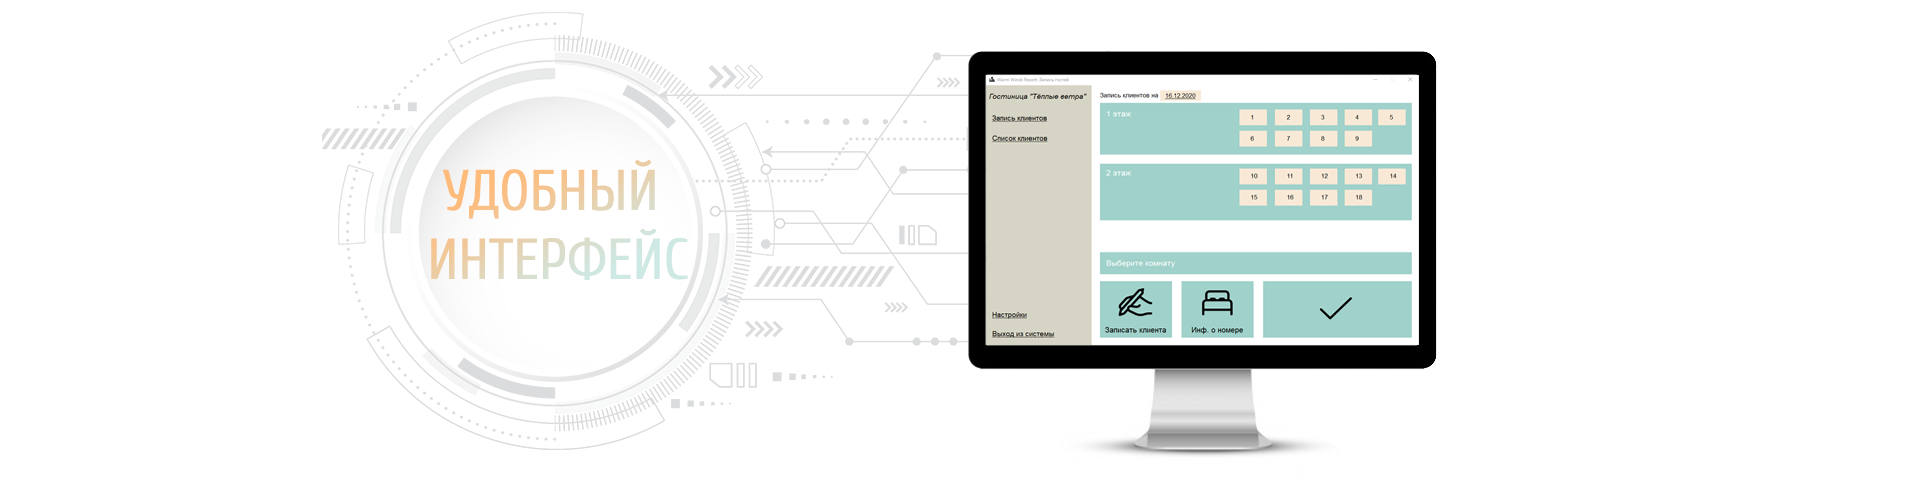 УДОБНЫЙ
ИНТЕРФЕЙС
Warm Winds Resort: Запись гостей
Гостиница "Тёплые ветра"
Запись клиентов
Список клиентов
Настройки
Выход из системы
Запись клиентов на 16.12.2020
1 этаж
1 2 3 4 5
6 7 8 9
2 этаж
10 11 12 13 14
15 16 17 18
Выберите комнату
Записать клиента
Инф. о номере